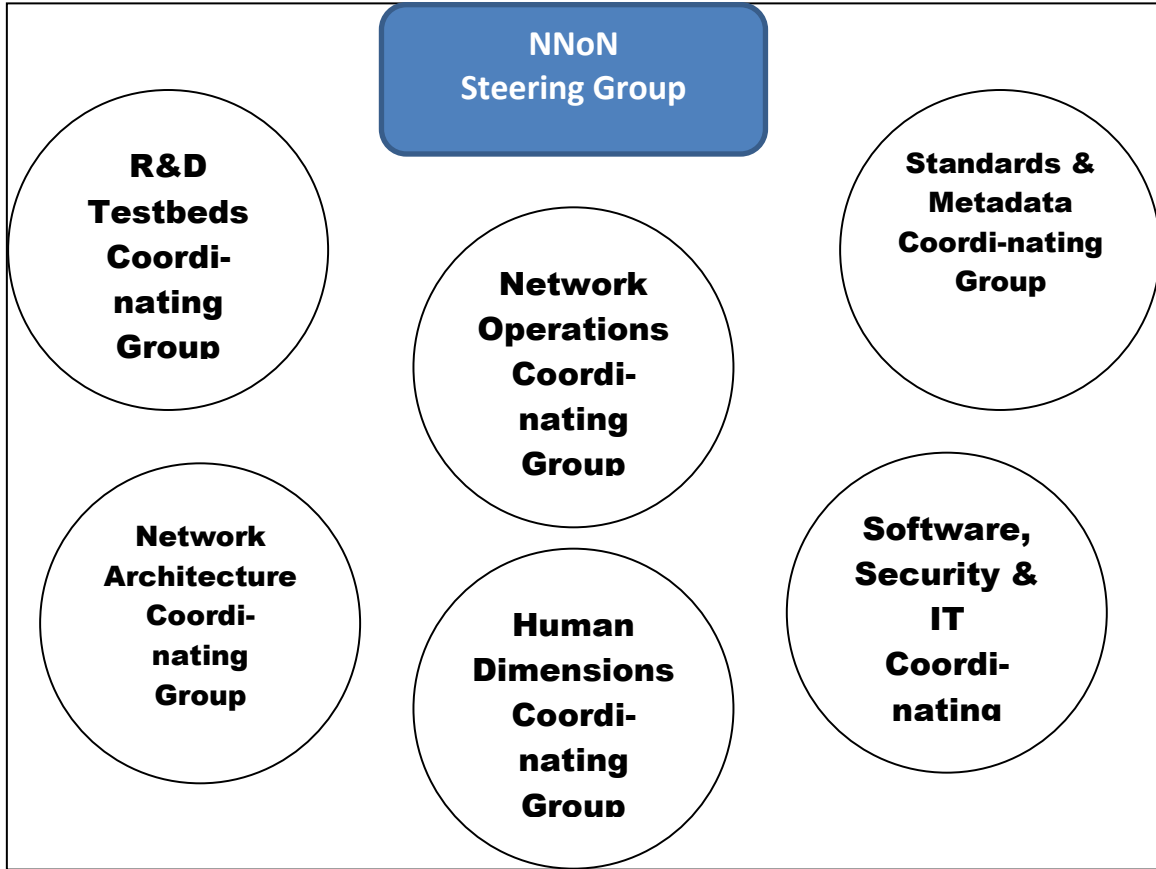 NNoN
Steering Group
R&D
Testbeds
Coordi-
nating
Group
Standards &
Metadata
Coordi-nating
Group
Network
Operations
Coordi-
nating
Group
Network
Architecture
Coordi-
nating
Group
Human
Dimensions
Coordi-
nating
Group
Software,
Security &
IT
Coordi-
nating